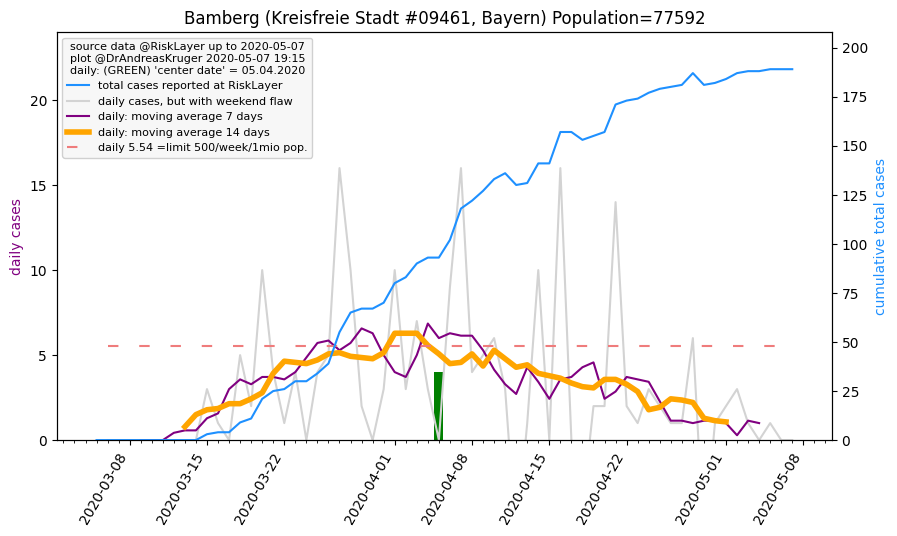 Bamberg (Kreisfreie Stadt #09461, Bayern) Population=77592
source data @RiskLayer up to 2020-05-07
plot @DrAndreasKruger 2020-05-07 19:15
daily: (GREEN) 'center date' = 05.04.2020
total cases reported at RiskLayer
daily cases, but with weekend flaw
daily: moving average 7 days
daily: moving average 14 days
daily 5.54 =limit 500/week/1mio pop.
daily cases
0
5
10
15
20
cumulative total cases
0
25
50
75
100
125
150
175
200
2020-03-08
2020-03-15
2020-03-22
2020-04-01
2020-04-08
2020-04-15
2020-04-22
2020-05-01
2020-05-08